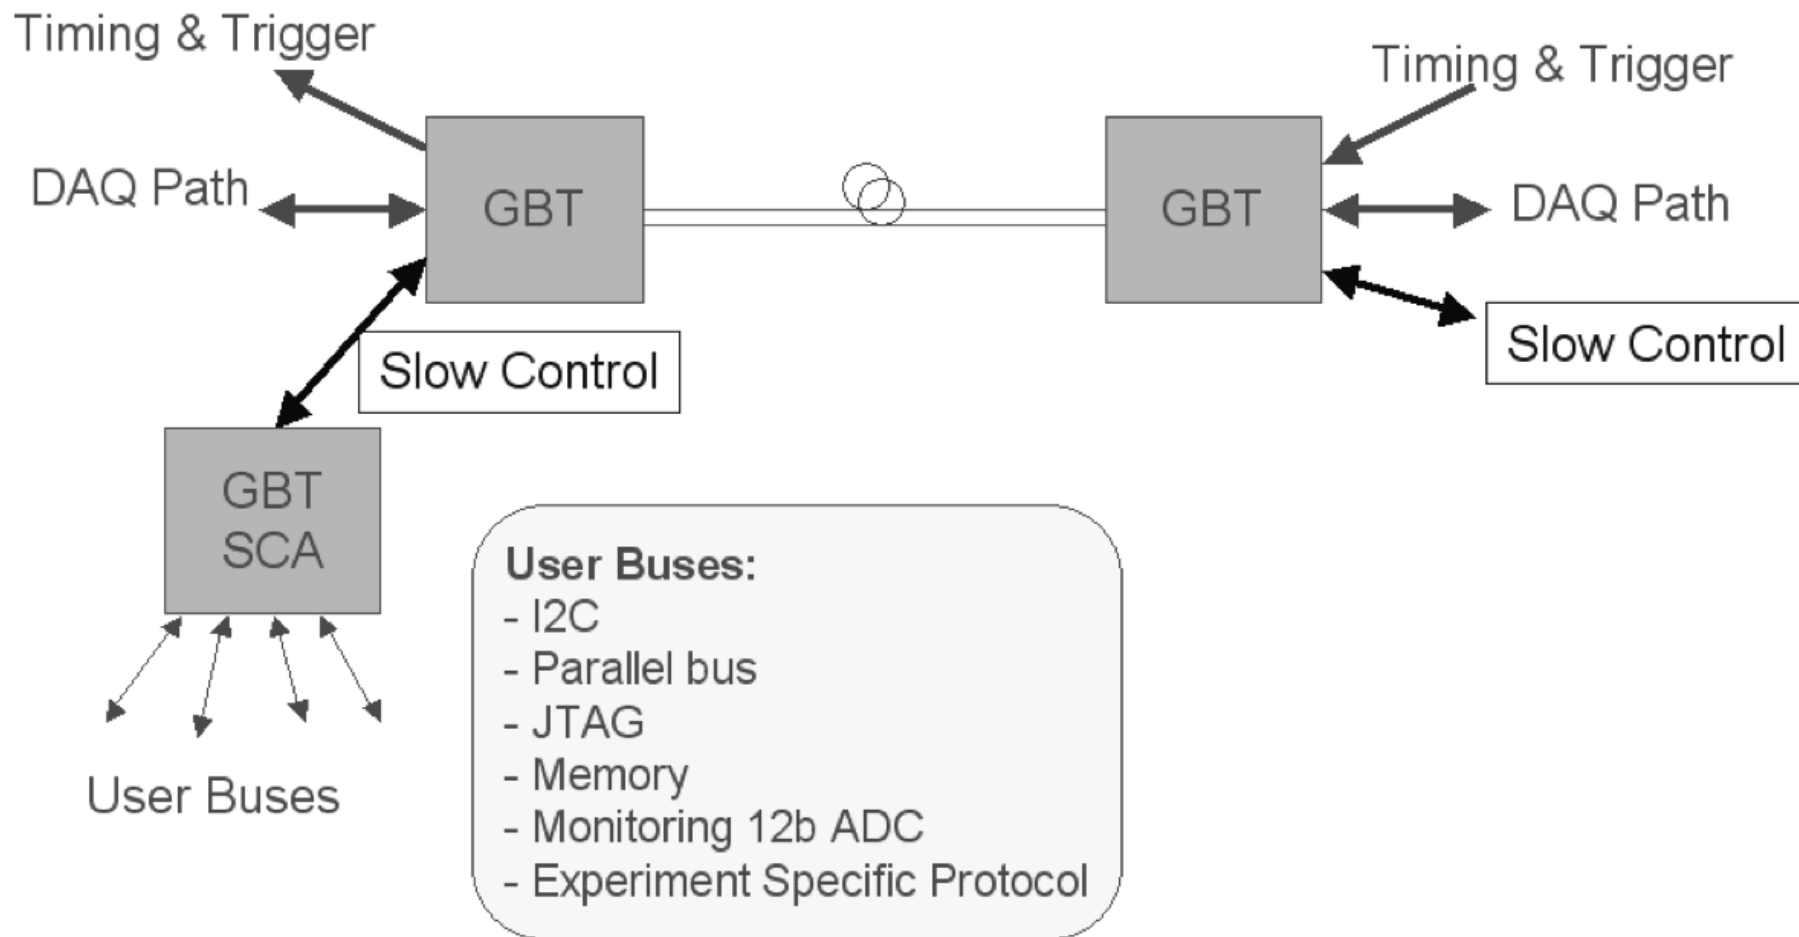 Timing & Trigger
Timing & Trigger
DAQ Path
GBT
GBT
DAQ Path
Slow Control
Slow Control
GBT
SCA
User Buses
User Buses:
- I2C
- Parallel bus
- JTAG
- Memory
- Monitoring 12b ADC
- Experiment Specific Protocol